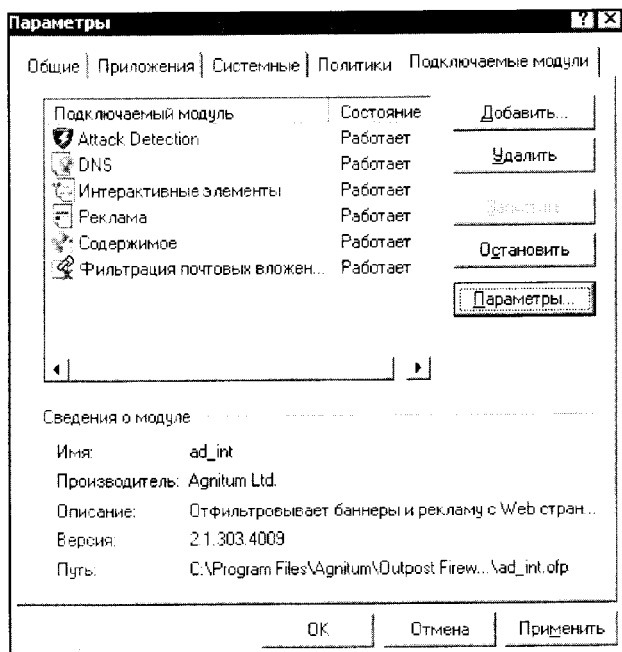 Параметры
Общие Приложения Системные Политики Подключаемые модули
Подключаемый модуль Состояние
Attack Detection Работает
DNS Работает
Интерактивные элементы Работает
Реклама Работает
Содержимое Работает
Фильтрация почтовых вложен... Работает
Добавить...
Удалить
Запустить
Остановить
Параметры...
Сведения о модуле
Имя: ad_int
Производитель: Agnitum Ltd.
Описание: Отфильтровывает баннеры и рекламу с Web стран...
Версия: 2.1.303.4009
Путь: C:\Program Files\Agnitum\Outpost Firew...\ad_int.ofp
ОК Отмена Применить